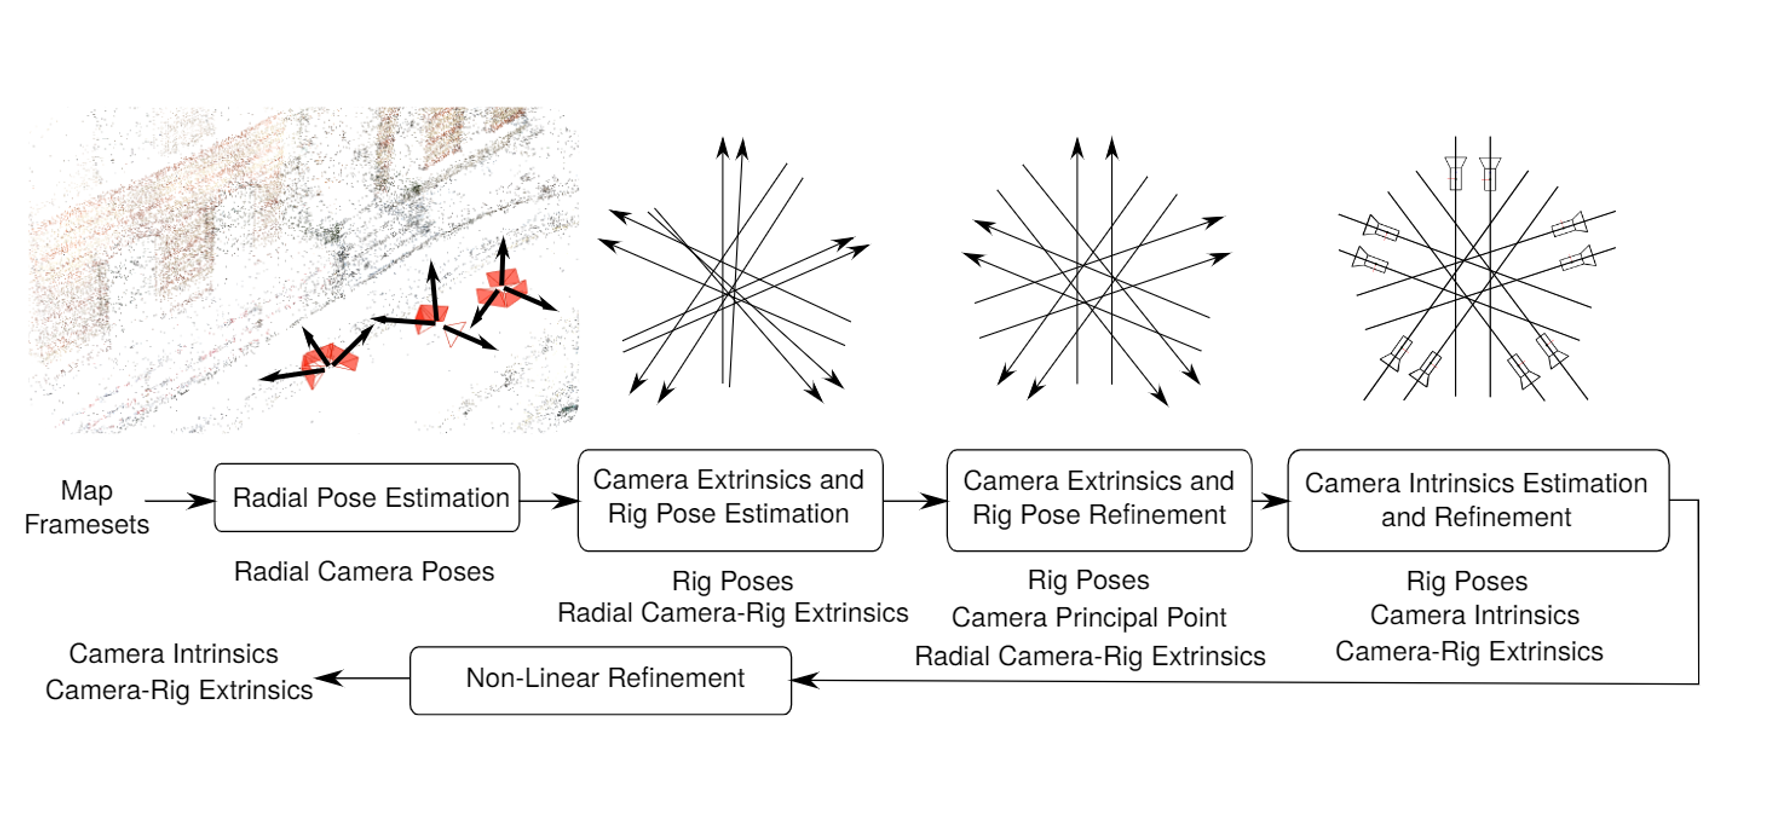 Map
Framesets
Radial Pose Estimation
Radial Camera Poses
Camera Extrinsics and
Rig Pose Estimation
Rig Poses
Radial Camera-Rig Extrinsics
Camera Extrinsics and
Rig Pose Refinement
Rig Poses
Camera Principal Point
Radial Camera-Rig Extrinsics
Camera Intrinsics Estimation
and Refinement
Rig Poses
Camera Intrinsics
Camera-Rig Extrinsics
Non-Linear Refinement
Camera Intrinsics
Camera-Rig Extrinsics